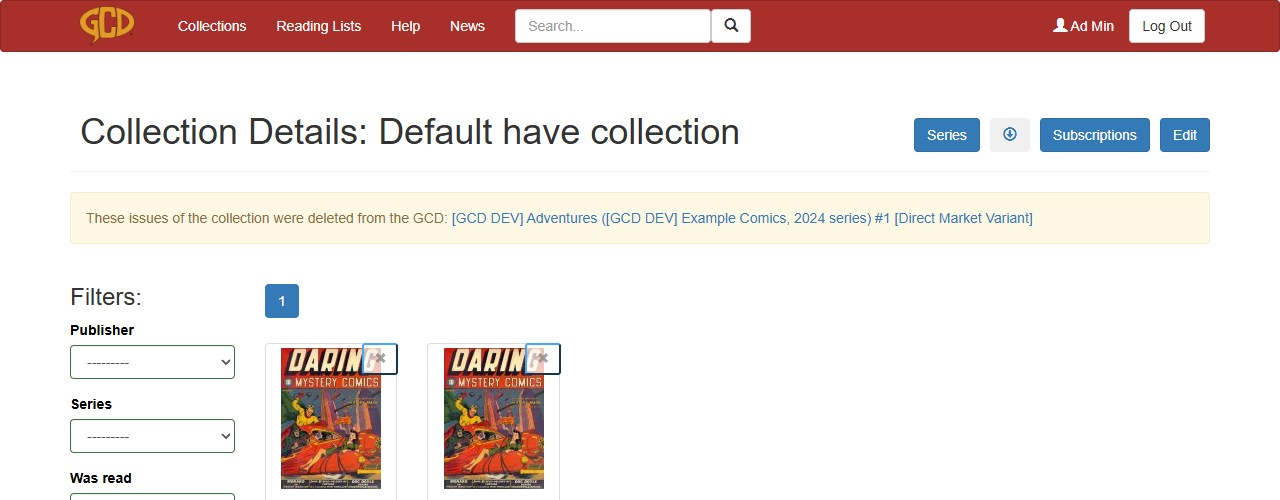 GCD
Collections Reading Lists Help News Search... Ad Min Log Out
Collection Details: Default have collection
Series Subscriptions Edit
These issues of the collection were deleted from the GCD: [GCD DEV] Adventures ([GCD DEV] Example Comics, 2024 series) #1 [Direct Market Variant]
Filters:
1
Publisher
---------
Series
---------
Was read
DARING
MYSTERY COMICS
DARING
MYSTERY COMICS